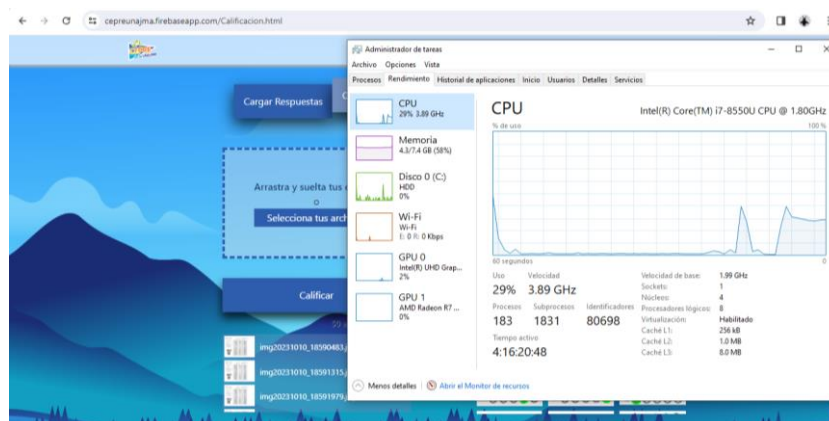 cepreunajma.firebaseapp.com/Calificacion.html
Cargar Respuestas
C
Arrastra y suelta tus
o
Selecciona tus arch
Calificar
img20231010_18590483.j
img20231010_18591315.j
img20231010_18591979.j
Administrador de tareas
Archivo Opciones Vista
Procesos Rendimiento Historial de aplicaciones Inicio Usuarios Detalles Servicios
CPU
29% 3.89 GHz
Memoria
4.3/7.4 GB (58%)
Disco 0 (C:)
HDD
0%
Wi-Fi
Wi-Fi
E: 0 R: 0 Kbps
GPU 0
Intel(R) UHD Grap...
2%
GPU 1
AMD Radeon R7 ...
0%
CPU Intel(R) Core(TM) i7-8550U CPU @ 1.80GHz
% de uso 100 %
60 segundos 0
Uso Velocidad
29% 3.89 GHz
Procesos Subprocesos Identificadores
183 1831 80698
Tiempo activo
4:16:20:48
Velocidad de base: 1.99 GHz
Sockets: 1
Núcleos: 4
Procesadores lógicos: 8
Virtualización: Habilitado
Caché L1: 256 kB
Caché L2: 1.0 MB
Caché L3: 8.0 MB
Menos detalles Abrir el Monitor de recursos